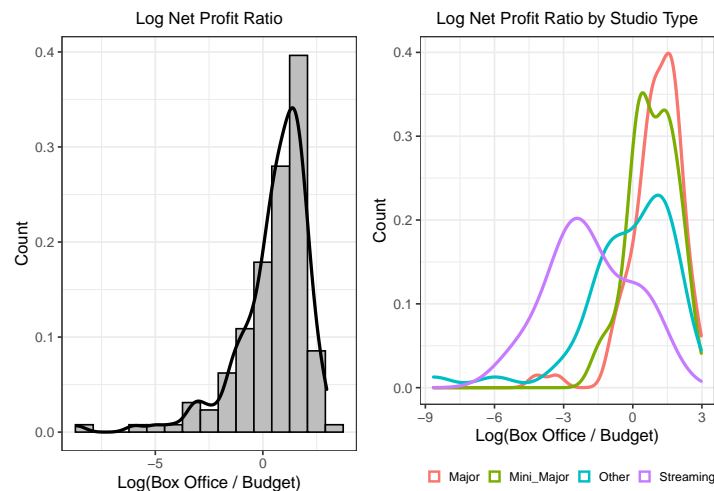 Log Net Profit Ratio
0.4
0.3
0.2
0.1
0.0
Count
-5
0
Log(Box Office / Budget)
Log Net Profit Ratio by Studio Type
0.4
0.3
0.2
0.1
0.0
Count
-9
-6
-3
0
3
Log(Box Office / Budget)
Major
Mini_Major
Other
Streaming